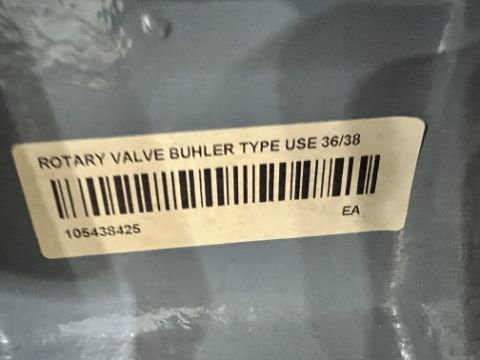 ROTARY VALVE BUHLER TYPE USE 36/38
105438425
EA